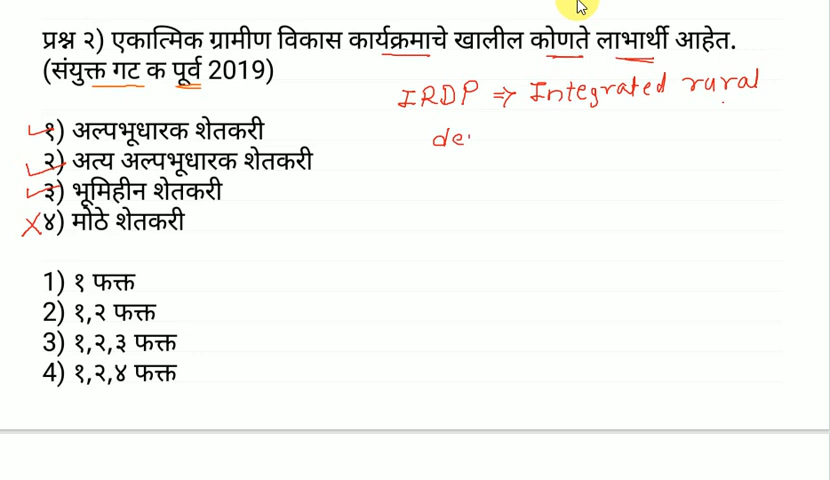 प्रश्न २) एकात्मिक ग्रामीण विकास कार्यक्रमाचे खालील कोणते लाभार्थी आहेत.
(संयुक्त गट क पूर्व 2019)
IRDP ⇒ Integrated rural
de
१) अल्पभूधारक शेतकरी
२) अत्य अल्पभूधारक शेतकरी
३) भूमिहीन शेतकरी
४) मोठे शेतकरी
1) १ फक्त
2) १,२ फक्त
3) १,२,३ फक्त
4) १,२,४ फक्त